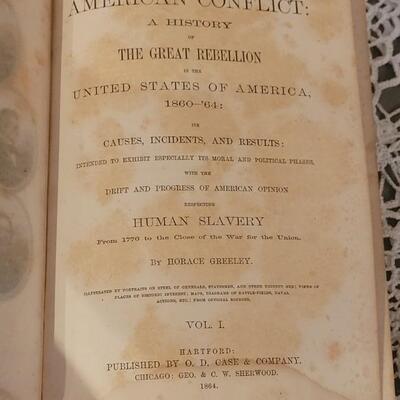 AMERICAN CONFLICT:
A HISTORY
OF
THE GREAT REBELLION
IN THE
UNITED STATES OF AMERICA,
1860-'64:
ITS
CAUSES, INCIDENTS, AND RESULTS:
INTENDED TO EXHIBIT ESPECIALLY ITS MORAL AND POLITICAL PHASES,
WITH THE
DRIFT AND PROGRESS OF AMERICAN OPINION
RESPECTING
HUMAN SLAVERY
From 1776 to the Close of the War for the Union.
BY HORACE GREELEY.
ILLUSTRATED BY PORTRAITS ON STEEL OF GENERALS, STATESMEN, AND OTHER EMINENT MEN; VIEWS OF
PLACES OF HISTORIC INTEREST; MAPS, DIAGRAMS OF BATTLE-FIELDS, NAVAL
ACTIONS, ETC.: FROM OFFICIAL SOURCES.
VOL. I.
HARTFORD:
PUBLISHED BY O. D. CASE & COMPANY.
CHICAGO: GEO. & C. W. SHERWOOD.
1864.